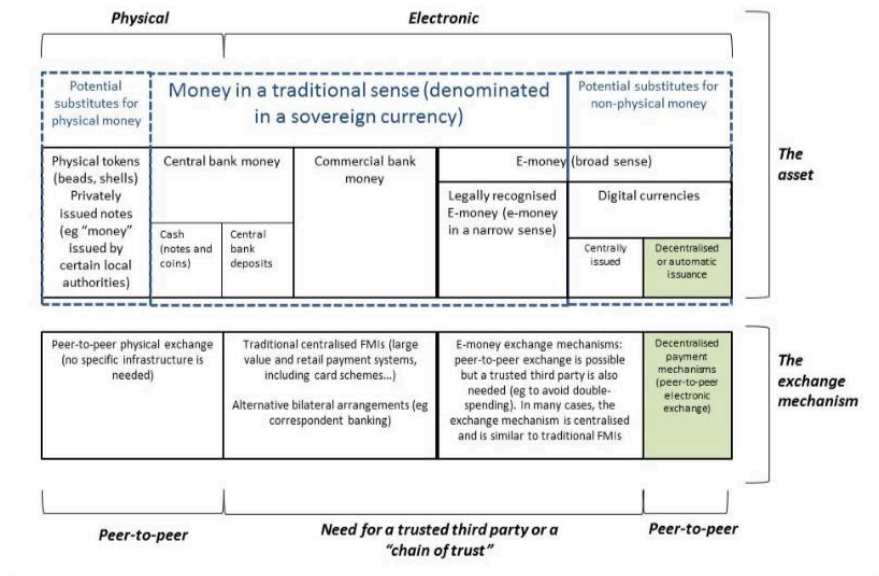 Physical
Electronic
Potential
substitutes for
physical money
Money in a traditional sense (denominated
in a sovereign currency)
Potential substitutes for
non-physical money
Physical tokens
(beads, shells)
Privately
issued notes
(eg “money”
issued by
certain local
authorities)
Central bank money
Cash
(notes and
coins)
Central
bank
deposits
Commercial bank
money
E-money (broad sense)
Legally recognised
E-money (e-money
in a narrow sense)
Digital currencies
Centrally
issued
Decentralised
or automatic
issuance
The
asset
Peer-to-peer physical exchange
(no specific infrastructure is
needed)
Traditional centralised FMIs (large
value and retail payment systems,
including card schemes...)
Alternative bilateral arrangements (eg
correspondent banking)
E-money exchange mechanisms:
peer-to-peer exchange is possible
but a trusted third party is also
needed (eg to avoid double-
spending). In many cases, the
exchange mechanism is centralised
and is similar to traditional FMIs
Decentralised
payment
mechanisms
(peer-to-peer
electronic
exchange)
The
exchange
mechanism
Peer-to-peer
Need for a trusted third party or a
“chain of trust”
Peer-to-peer